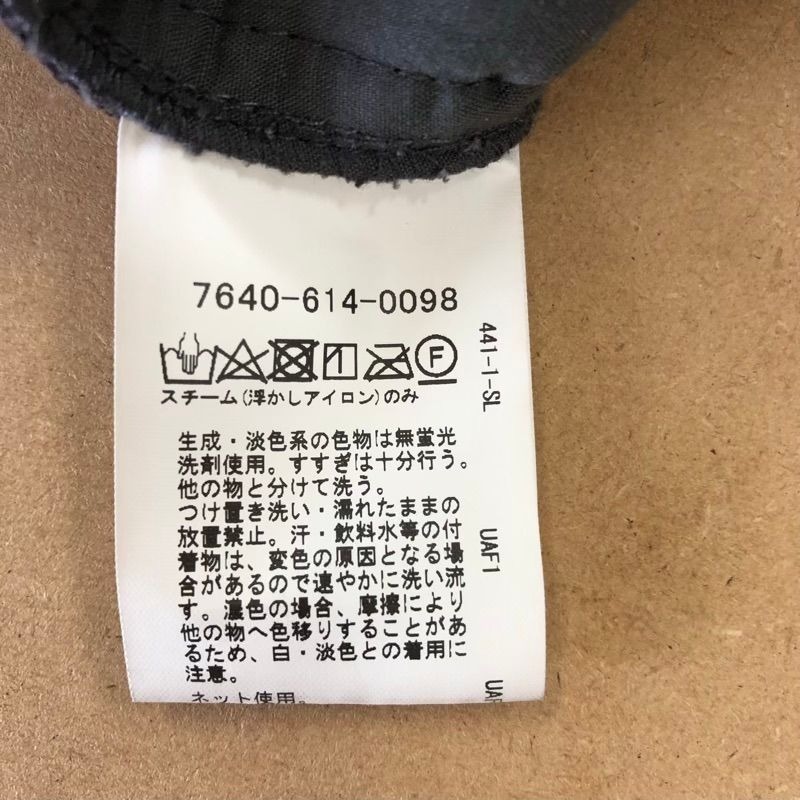 7640-614-0098
F
スチーム(浮かしアイロン)のみ
生成・淡色系の色物は無蛍光
洗剤使用。すすぎは十分行う。
他の物と分けて洗う。
つけ置き洗い・濡れたままの
放置禁止。汗・飲料水等の付
着物は、変色の原因となる場
合があるので速やかに洗い流
す。濃色の場合、摩擦により
他の物へ色移りすることがあ
るため、白・淡色との着用に
注意。
ネット使用。
441-1-SL
UAF1